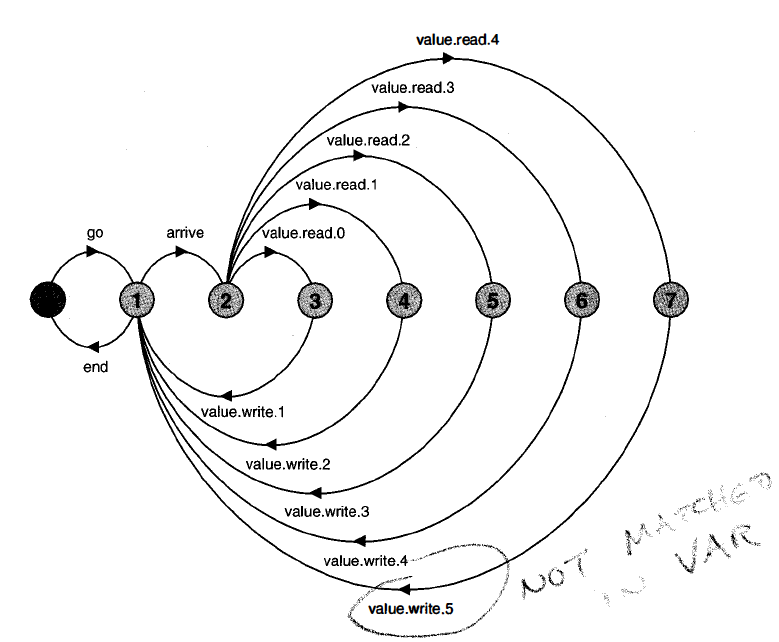 value.read.4
value.read.3
value.read.2
value.read.1
go
arrive
value.read.0
1
2
3
4
5
6
7
end
value.write.1
value.write.2
value.write.3
value.write.4
value.write.5
NOT MATCHED
IN VAR